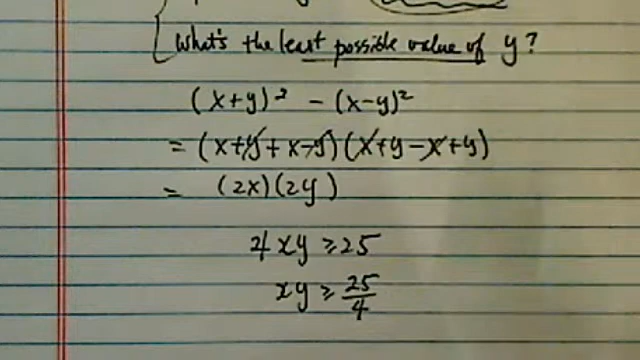 What's the least possible value of y?
(x+y)² - (x-y)²
= (x+y+x-y)(x+y-x+y)
= (2x)(2y)
4xy ≥ 25
xy ≥ 25/4